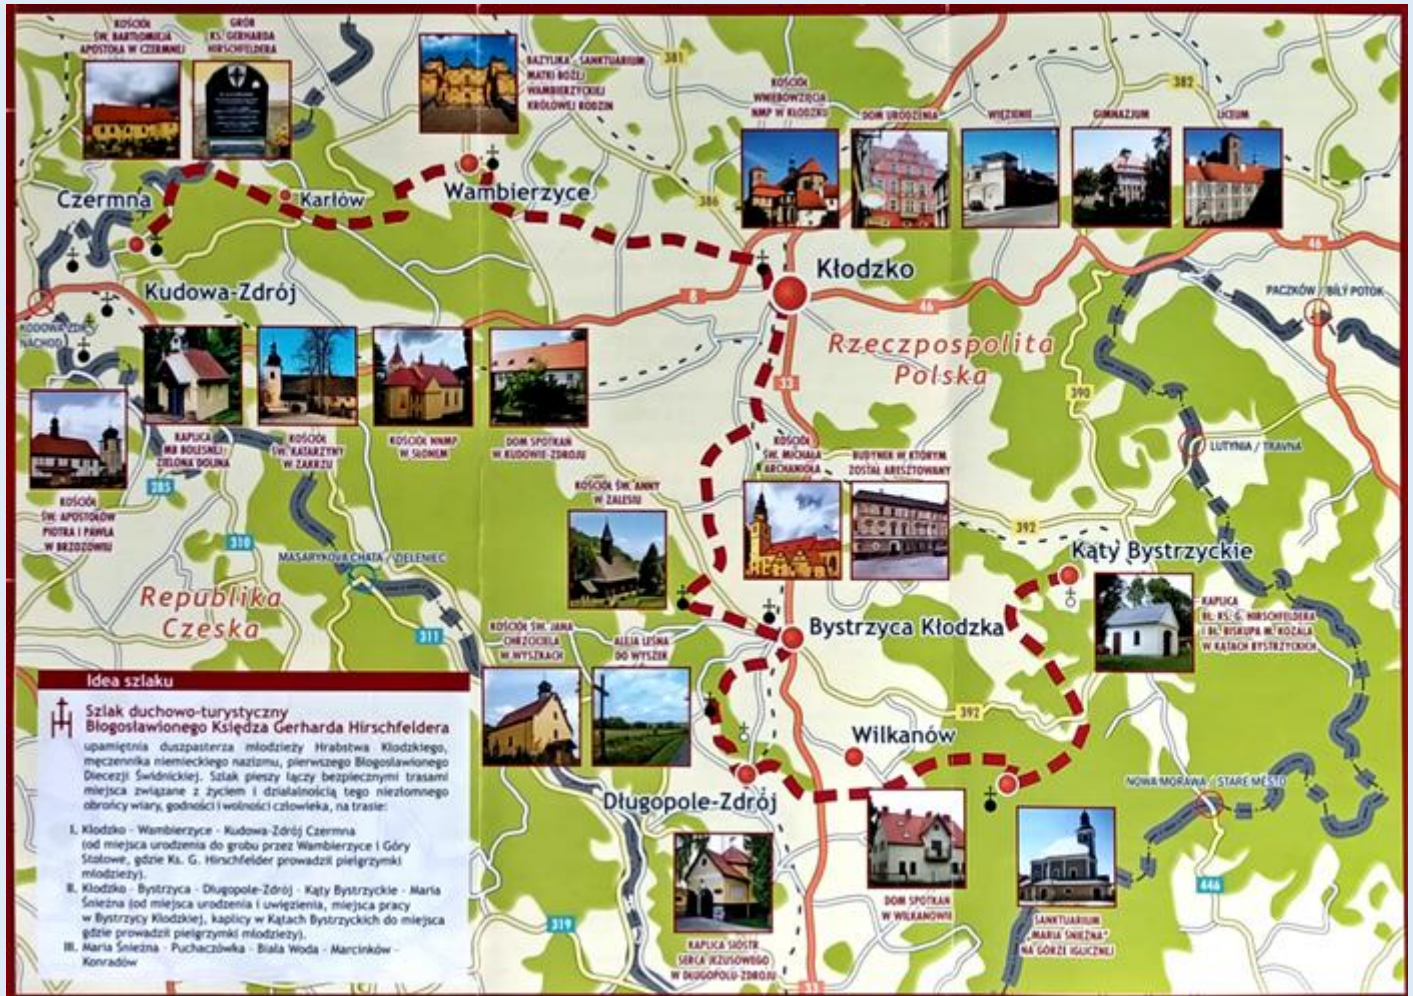 KOŚCIÓŁ
ŚW. BARTŁOMIEJA
APOSTOŁA W CZERMNEJ
GRÓB
KS. GERHARDA
HIRSCHFELDERA
BAZYLIKA - SANKTUARIUM
MATKI BOŻEJ
WAMBIERZYCKIEJ
KRÓLOWEJ RODZIN
381
382
KOŚCIÓŁ
WNIEBOWZIĘCIA
NMP W KŁODZKU
DOM URODZENIA
WIĘZIENIE
GIMNAZJUM
LICEUM
Czermna
Karłów
Wambierzyce
386
46
Kłodzko
Kudowa-Zdrój
8
46
PACZKÓW / BÍLÝ POTOK
KUDOWA ZDR. /
NÁCHOD
Rzeczpospolita
Polska
33
390
KAPLICA
MB BOLESNEJ
ZIELONA DOLINA
KOŚCIÓŁ
ŚW. KATARZYNY
W ZAKRZU
KOŚCIÓŁ NNMP
W SŁONEM
DOM SPOTKAŃ
W KUDOWIE-ZDROJU
KOŚCIÓŁ
ŚW. MICHAŁA
ARCHANIOŁA
BUDYNEK W KTÓRYM
ZOSTAŁ ARESZTOWANY
LUTYNIA / TRAVNA
285
KOŚCIÓŁ
ŚW. APOSTOŁÓW
PIOTRA I PAWŁA
W BRZOZOWIU
KOŚCIÓŁ ŚW. ANNY
W ZALESIU
392
310
MASARYKOVA CHATA / ZIELENIEC
Kąty Bystrzyckie
Republika
Czeska
311
KAPLICA
BŁ. KS. G. HIRSCHFELDERA
I BŁ. BISKUPA M. KOZALA
W KĄTACH BYSTRZYCKICH
KOŚCIÓŁ ŚW. JANA
CHRZCICIELA
W WYSZKACH
ALEJA LEŚNA
DO WYSZEK
Bystrzyca Kłodzka
392
Wilkanów
Długopole-Zdrój
NOWA MORAWA / STARE MĚSTO
446
DOM SPOTKAŃ
W WILKANOWIE
SANKTUARIUM
"MARIA ŚNIEŻNA"
NA GÓRZE IGLICZNEJ
319
KAPLICA SIÓSTR
SERCA JEZUSOWEGO
W DŁUGOPOLU-ZDROJU
33
Idea szlaku
Szlak duchowo-turystyczny
Błogosławionego Księdza Gerharda Hirschfeldera
upamiętnia duszpasterza młodzieży Hrabstwa Kłodzkiego,
męczennika niemieckiego nazizmu, pierwszego Błogosławionego
Diecezji Świdnickiej. Szlak pieszy łączy bezpiecznymi trasami
miejsca związane z życiem i działalnością tego niezłomnego
obrońcy wiary, godności i wolności człowieka, na trasie:
I. Kłodzko - Wambierzyce - Kudowa-Zdrój Czermna
(od miejsca urodzenia do grobu przez Wambierzyce i Góry
Stołowe, gdzie Ks. G. Hirschfelder prowadził pielgrzymki
młodzieży).
II. Kłodzko - Bystrzyca - Długopole-Zdrój - Kąty Bystrzyckie - Maria
Śnieżna (od miejsca urodzenia i uwięzienia, miejsca pracy
w Bystrzycy Kłodzkiej, kaplicy w Kątach Bystrzyckich do miejsca
gdzie prowadził pielgrzymki młodzieży).
III. Maria Śnieżna - Puchaczówka - Biała Woda - Marcinków -
Konradów